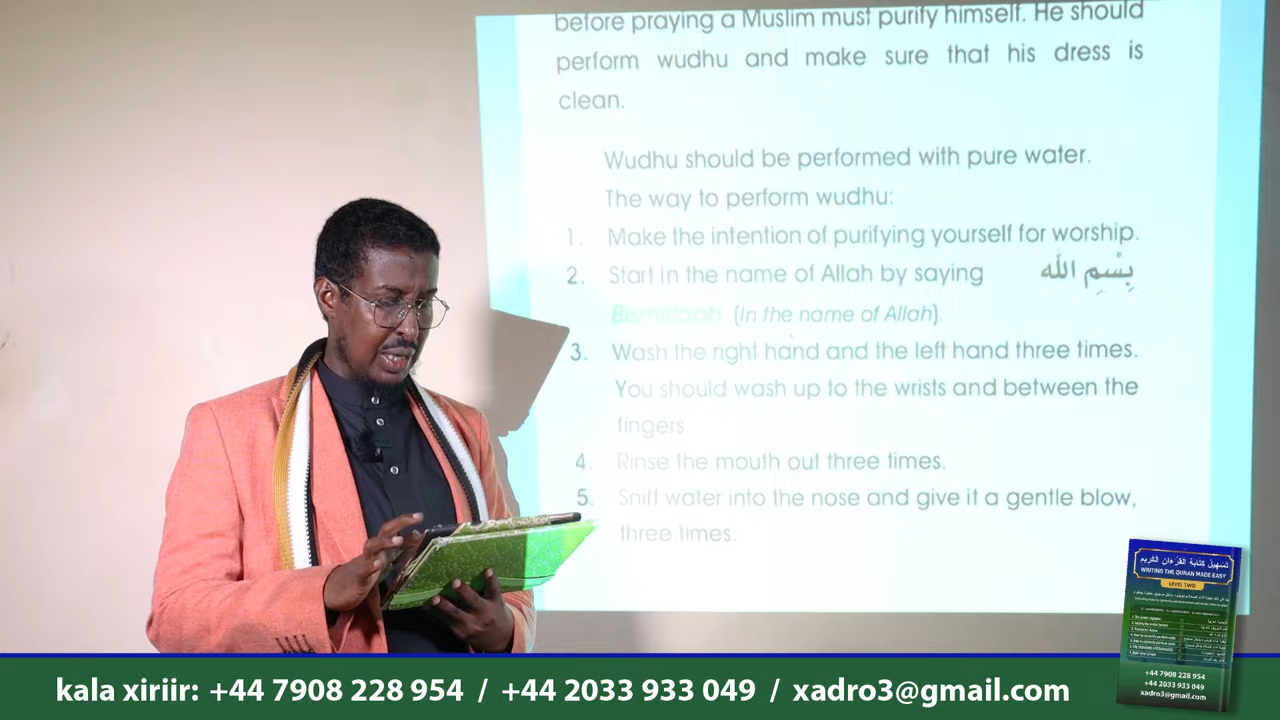 before praying a Muslim must purify himself. He should
perform wudhu and make sure that his dress is
clean.
Wudhu should be performed with pure water.
The way to perform wudhu:
1. Make the intention of purifying yourself for worship.
2. Start in the name of Allah by saying بِسْمِ اللّه
Bismillaah (In the name of Allah).
3. Wash the right hand and the left hand three times.
You should wash up to the wrists and between the
fingers.
4. Rinse the mouth out three times.
5. Sniff water into the nose and give it a gentle blow,
three times.
WRITING THE QURAN MADE EASY
LEVEL TWO
+44 7908 228 954
+44 2033 933 049
xadro3@gmail.com
kala xiriir: +44 7908 228 954 / +44 2033 933 049 / xadro3@gmail.com